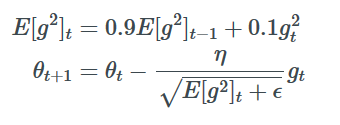 E[g²]ₜ = 0.9E[g²]ₜ₋₁ + 0.1gₜ²
θₜ₊₁ = θₜ − η / √(E[g²]ₜ + ϵ) gₜ